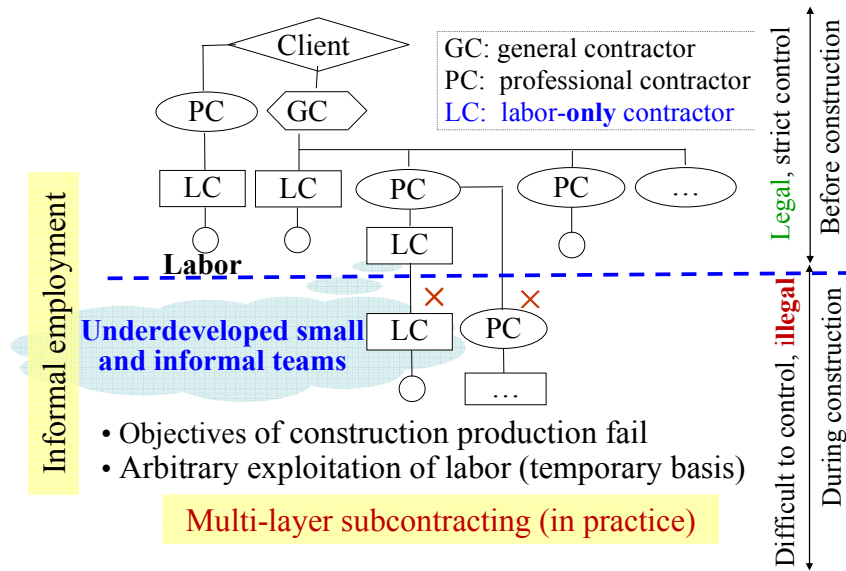 Client
GC: general contractor
PC: professional contractor
LC: labor-only contractor
PC
GC
LC
LC
PC
PC
...
LC
Labor
Underdeveloped small
and informal teams
LC
PC
...
• Objectives of construction production fail
• Arbitrary exploitation of labor (temporary basis)
Multi-layer subcontracting (in practice)
Informal employment
Legal, strict control
Before construction
Difficult to control, illegal
During construction